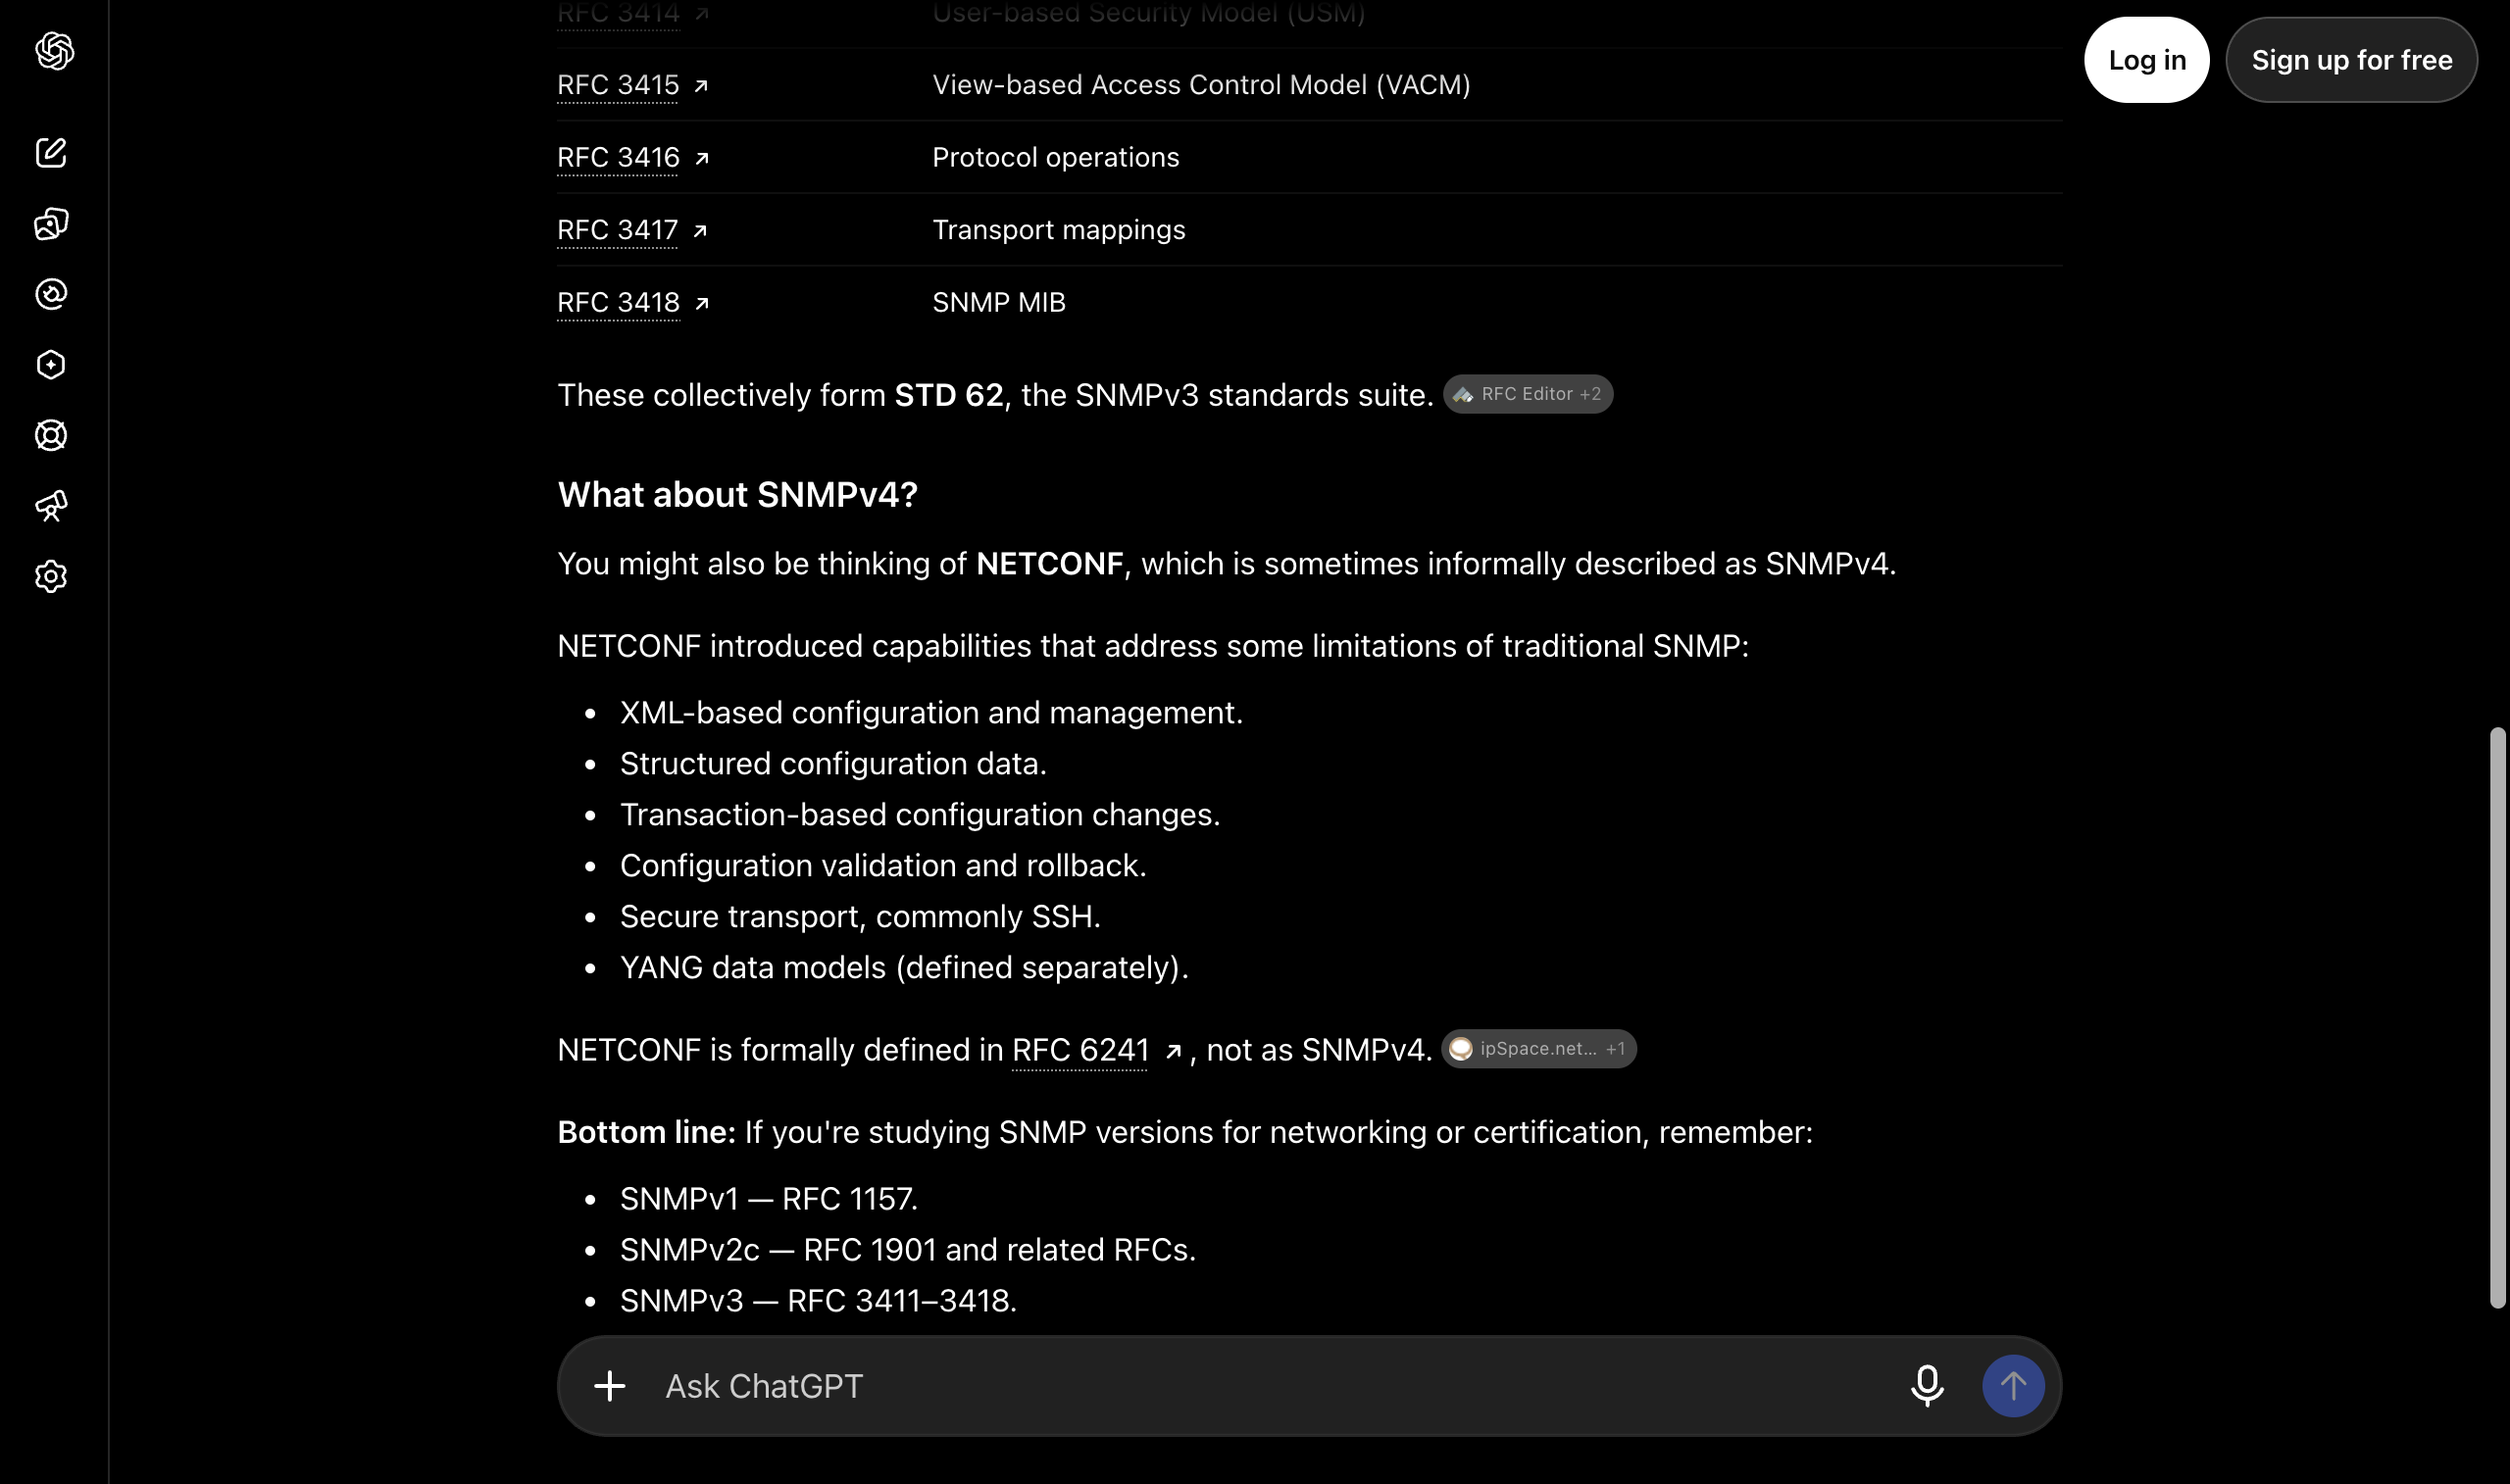 RFC 3414 ↗ User-based Security Model (USM)
Log in
Sign up for free
RFC 3415 ↗ View-based Access Control Model (VACM)
RFC 3416 ↗ Protocol operations
RFC 3417 ↗ Transport mappings
RFC 3418 ↗ SNMP MIB
These collectively form STD 62, the SNMPv3 standards suite. RFC Editor +2
What about SNMPv4?
You might also be thinking of NETCONF, which is sometimes informally described as SNMPv4.
NETCONF introduced capabilities that address some limitations of traditional SNMP:
• XML-based configuration and management.
• Structured configuration data.
• Transaction-based configuration changes.
• Configuration validation and rollback.
• Secure transport, commonly SSH.
• YANG data models (defined separately).
NETCONF is formally defined in RFC 6241 ↗, not as SNMPv4. ipSpace.net... +1
Bottom line: If you're studying SNMP versions for networking or certification, remember:
• SNMPv1 — RFC 1157.
• SNMPv2c — RFC 1901 and related RFCs.
• SNMPv3 — RFC 3411–3418.
Ask ChatGPT